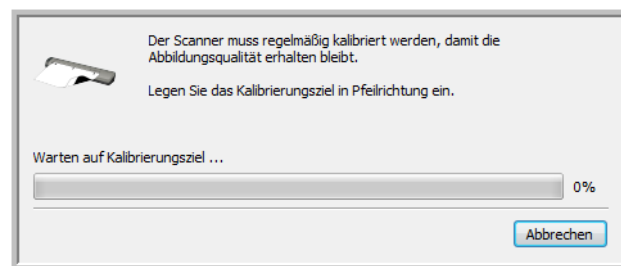 Der Scanner muss regelmäßig kalibriert werden, damit die
Abbildungsqualität erhalten bleibt.
Legen Sie das Kalibrierungsziel in Pfeilrichtung ein.
Warten auf Kalibrierungsziel ...
0%
Abbrechen